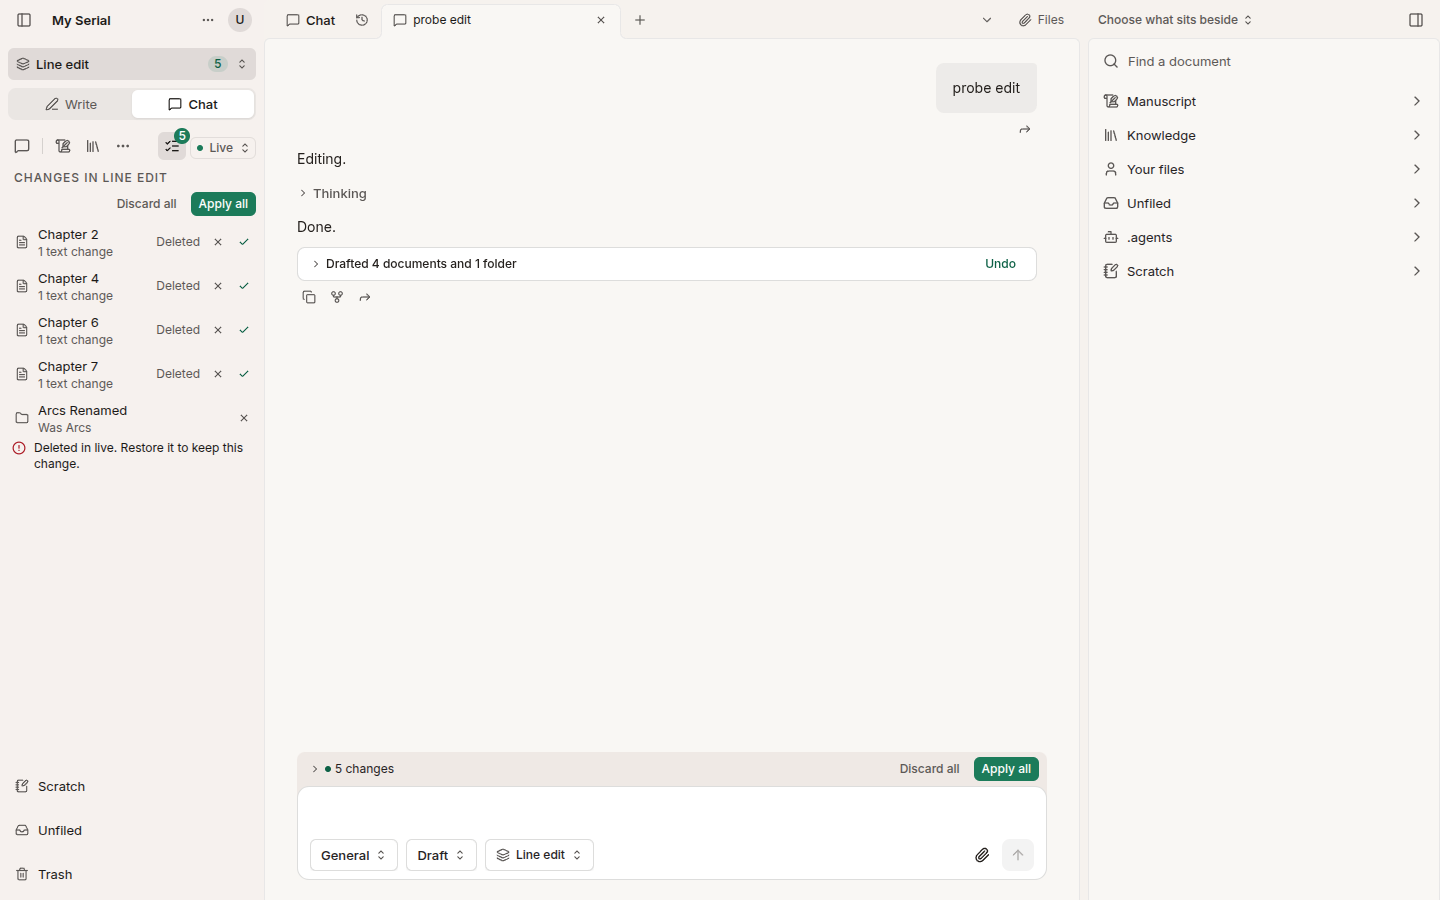 My Serial
U
Line edit
5
Write
Chat
5
Live
CHANGES IN LINE EDIT
Discard all
Apply all
Chapter 2
1 text change
Deleted
Chapter 4
1 text change
Deleted
Chapter 6
1 text change
Deleted
Chapter 7
1 text change
Deleted
Arcs Renamed
Was Arcs
Deleted in live. Restore it to keep this
change.
Scratch
Unfiled
Trash
Chat
probe edit
Files
probe edit
Editing.
Thinking
Done.
Drafted 4 documents and 1 folder
Undo
5 changes
Discard all
Apply all
General
Draft
Line edit
Choose what sits beside
Find a document
Manuscript
Knowledge
Your files
Unfiled
.agents
Scratch